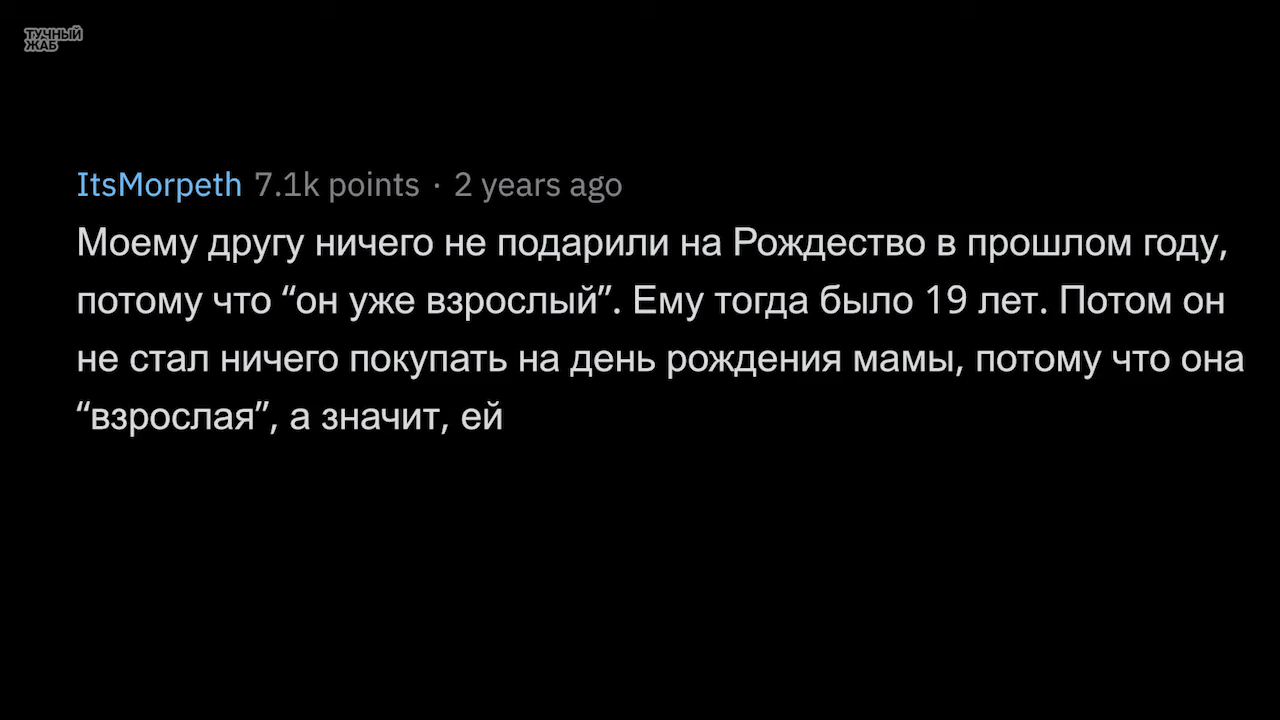 ТУЧНЫЙ
ЖАБ
ItsMorpeth 7.1k points · 2 years ago
Моему другу ничего не подарили на Рождество в прошлом году,
потому что “он уже взрослый”. Ему тогда было 19 лет. Потом он
не стал ничего покупать на день рождения мамы, потому что она
“взрослая”, а значит, ей